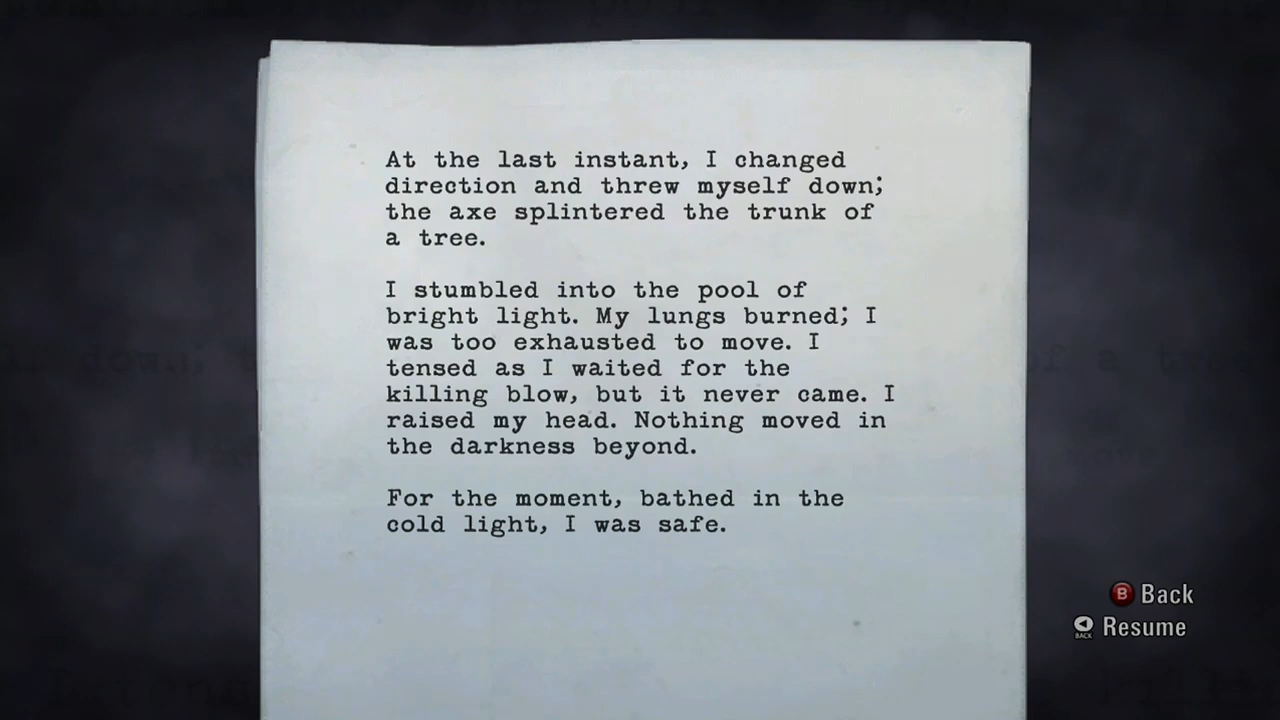 At the last instant, I changed
direction and threw myself down;
the axe splintered the trunk of
a tree.
I stumbled into the pool of
bright light. My lungs burned; I
was too exhausted to move. I
tensed as I waited for the
killing blow, but it never came. I
raised my head. Nothing moved in
the darkness beyond.
For the moment, bathed in the
cold light, I was safe.
B Back
BACK Resume